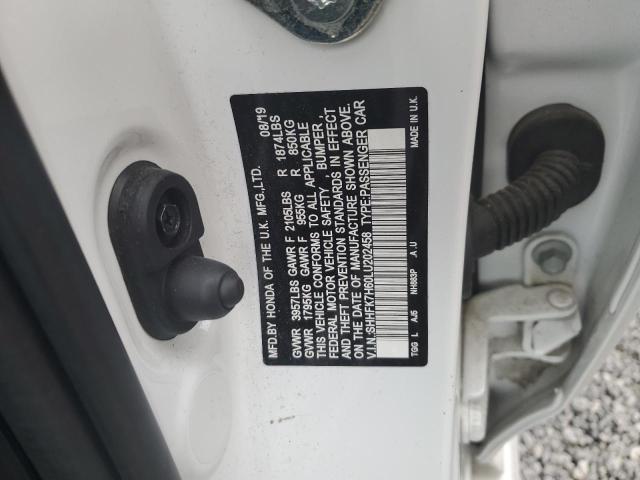 MFD.BY HONDA OF THE U.K. MFG.,LTD. 08/19
GVWR 3957LBS GAWR F 2105LBS R 1874LBS
GVWR 1795KG GAWR F 955KG R 850KG
THIS VEHICLE CONFORMS TO ALL APPLICABLE
FEDERAL MOTOR VEHICLE SAFETY, BUMPER, AND
THEFT PREVENTION STANDARDS IN EFFECT
ON THE DATE OF MANUFACTURE SHOWN ABOVE.
V.I.N.:SHHFK7H60LU202458 TYPE:PASSENGER CAR
TGG I AJ5 NH883P A.U MADE IN U.K.